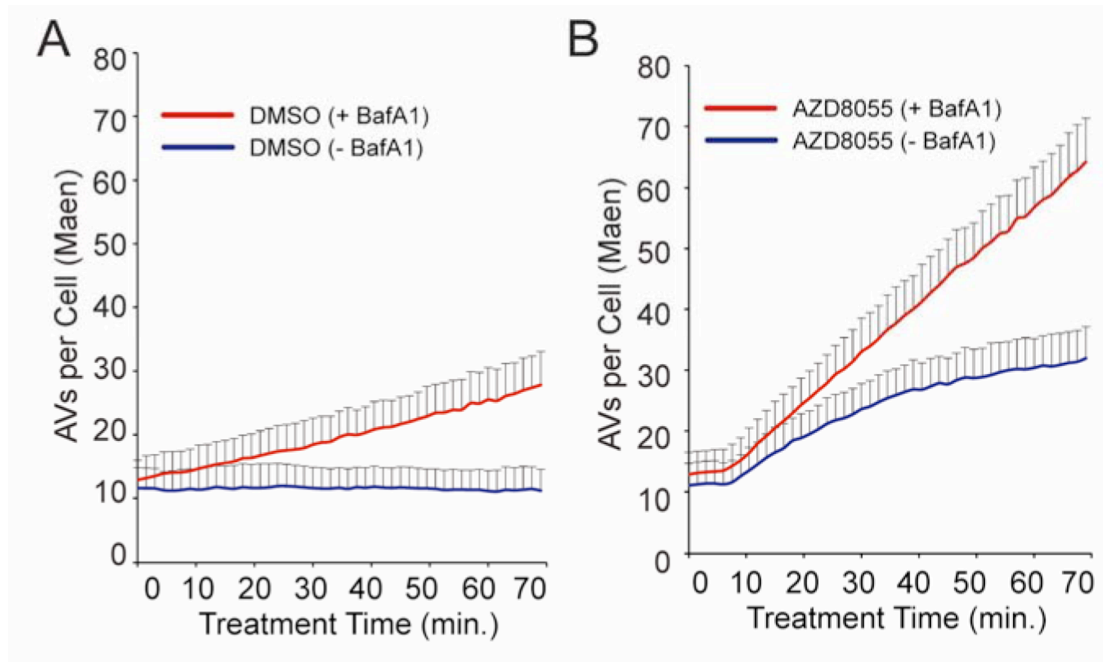 A
80
70
60
50
40
30
20
10
0
AVs per Cell (Maen)
DMSO (+ BafA1)
DMSO (- BafA1)
0 10 20 30 40 50 60 70
Treatment Time (min.)
B
80
70
60
50
40
30
20
10
0
AVs per Cell (Maen)
AZD8055 (+ BafA1)
AZD8055 (- BafA1)
0 10 20 30 40 50 60 70
Treatment Time (min.)